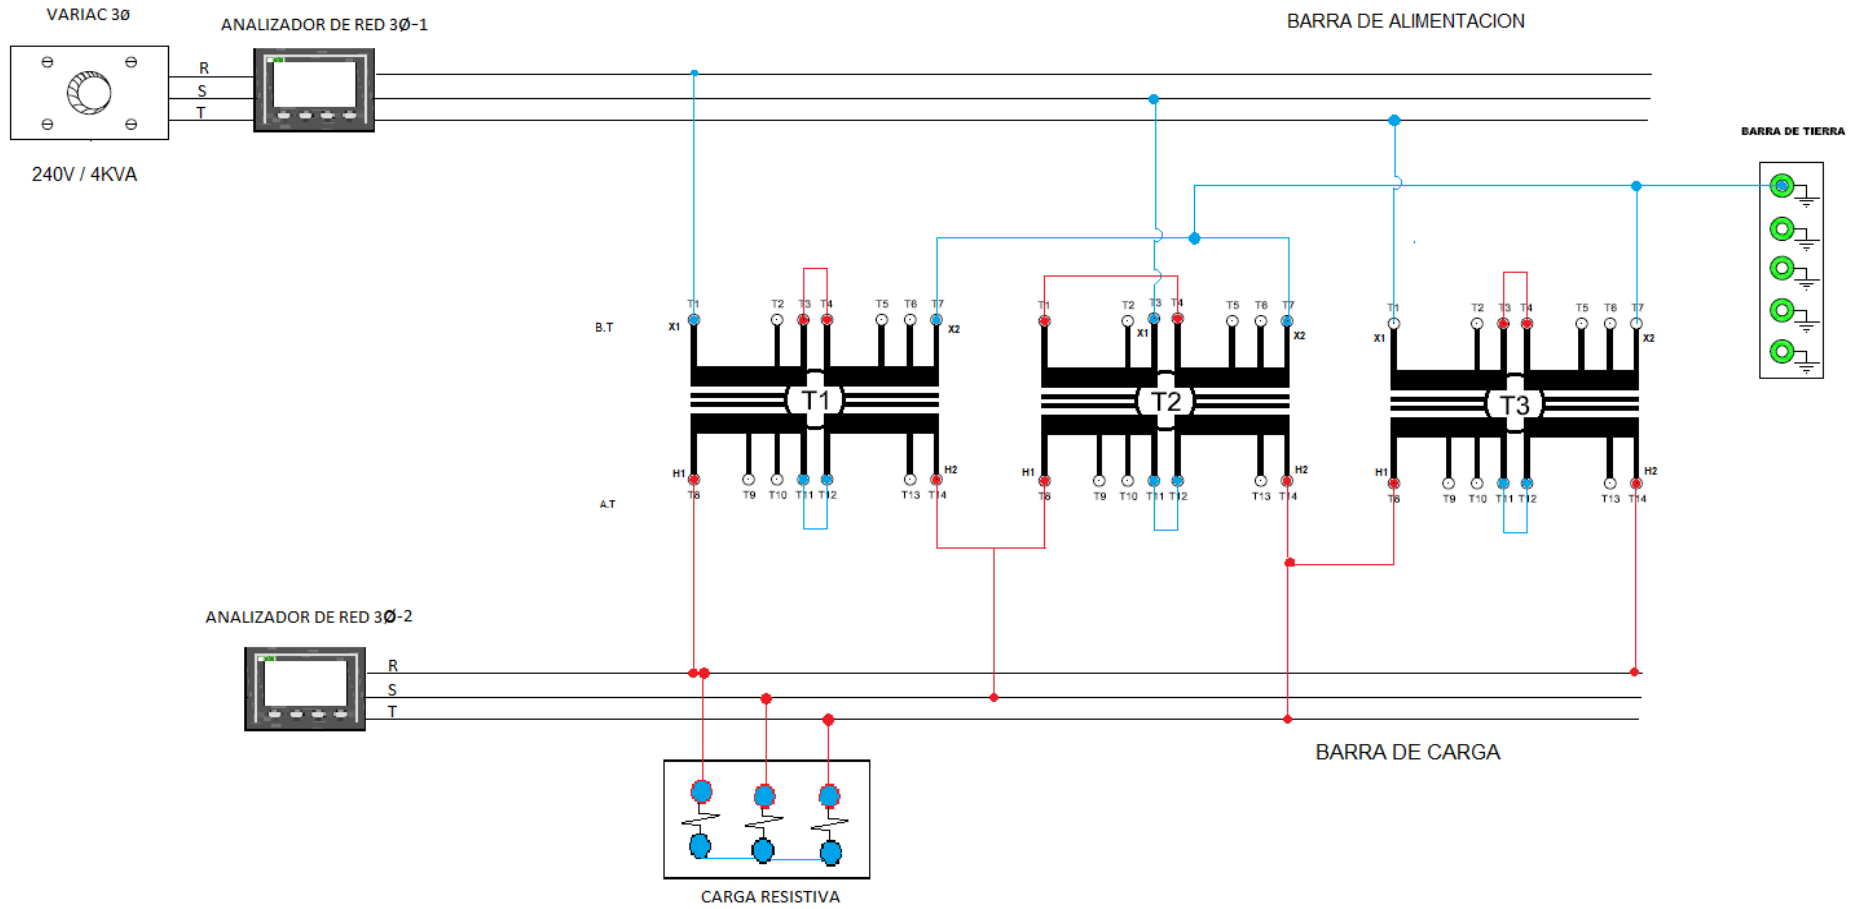 VARIAC 3ø
ANALIZADOR DE RED 3Ø-1
BARRA DE ALIMENTACION
R
S
T
240V / 4KVA
BARRA DE TIERRA
T1 T2 T3 T4 T5 T6 T7
T1 T2 T3 T4 T5 T6 T7
T1 T2 T3 T4 T5 T6 T7
B.T
X1 X2
X1 X2
X1 X2
T1
T2
T3
H1 H2
H1 H2
H1 H2
T8 T9 T10 T11 T12 T13 T14
T8 T9 T10 T11 T12 T13 T14
T8 T9 T10 T11 T12 T13 T14
A.T
ANALIZADOR DE RED 3Ø-2
R
S
T
BARRA DE CARGA
CARGA RESISTIVA